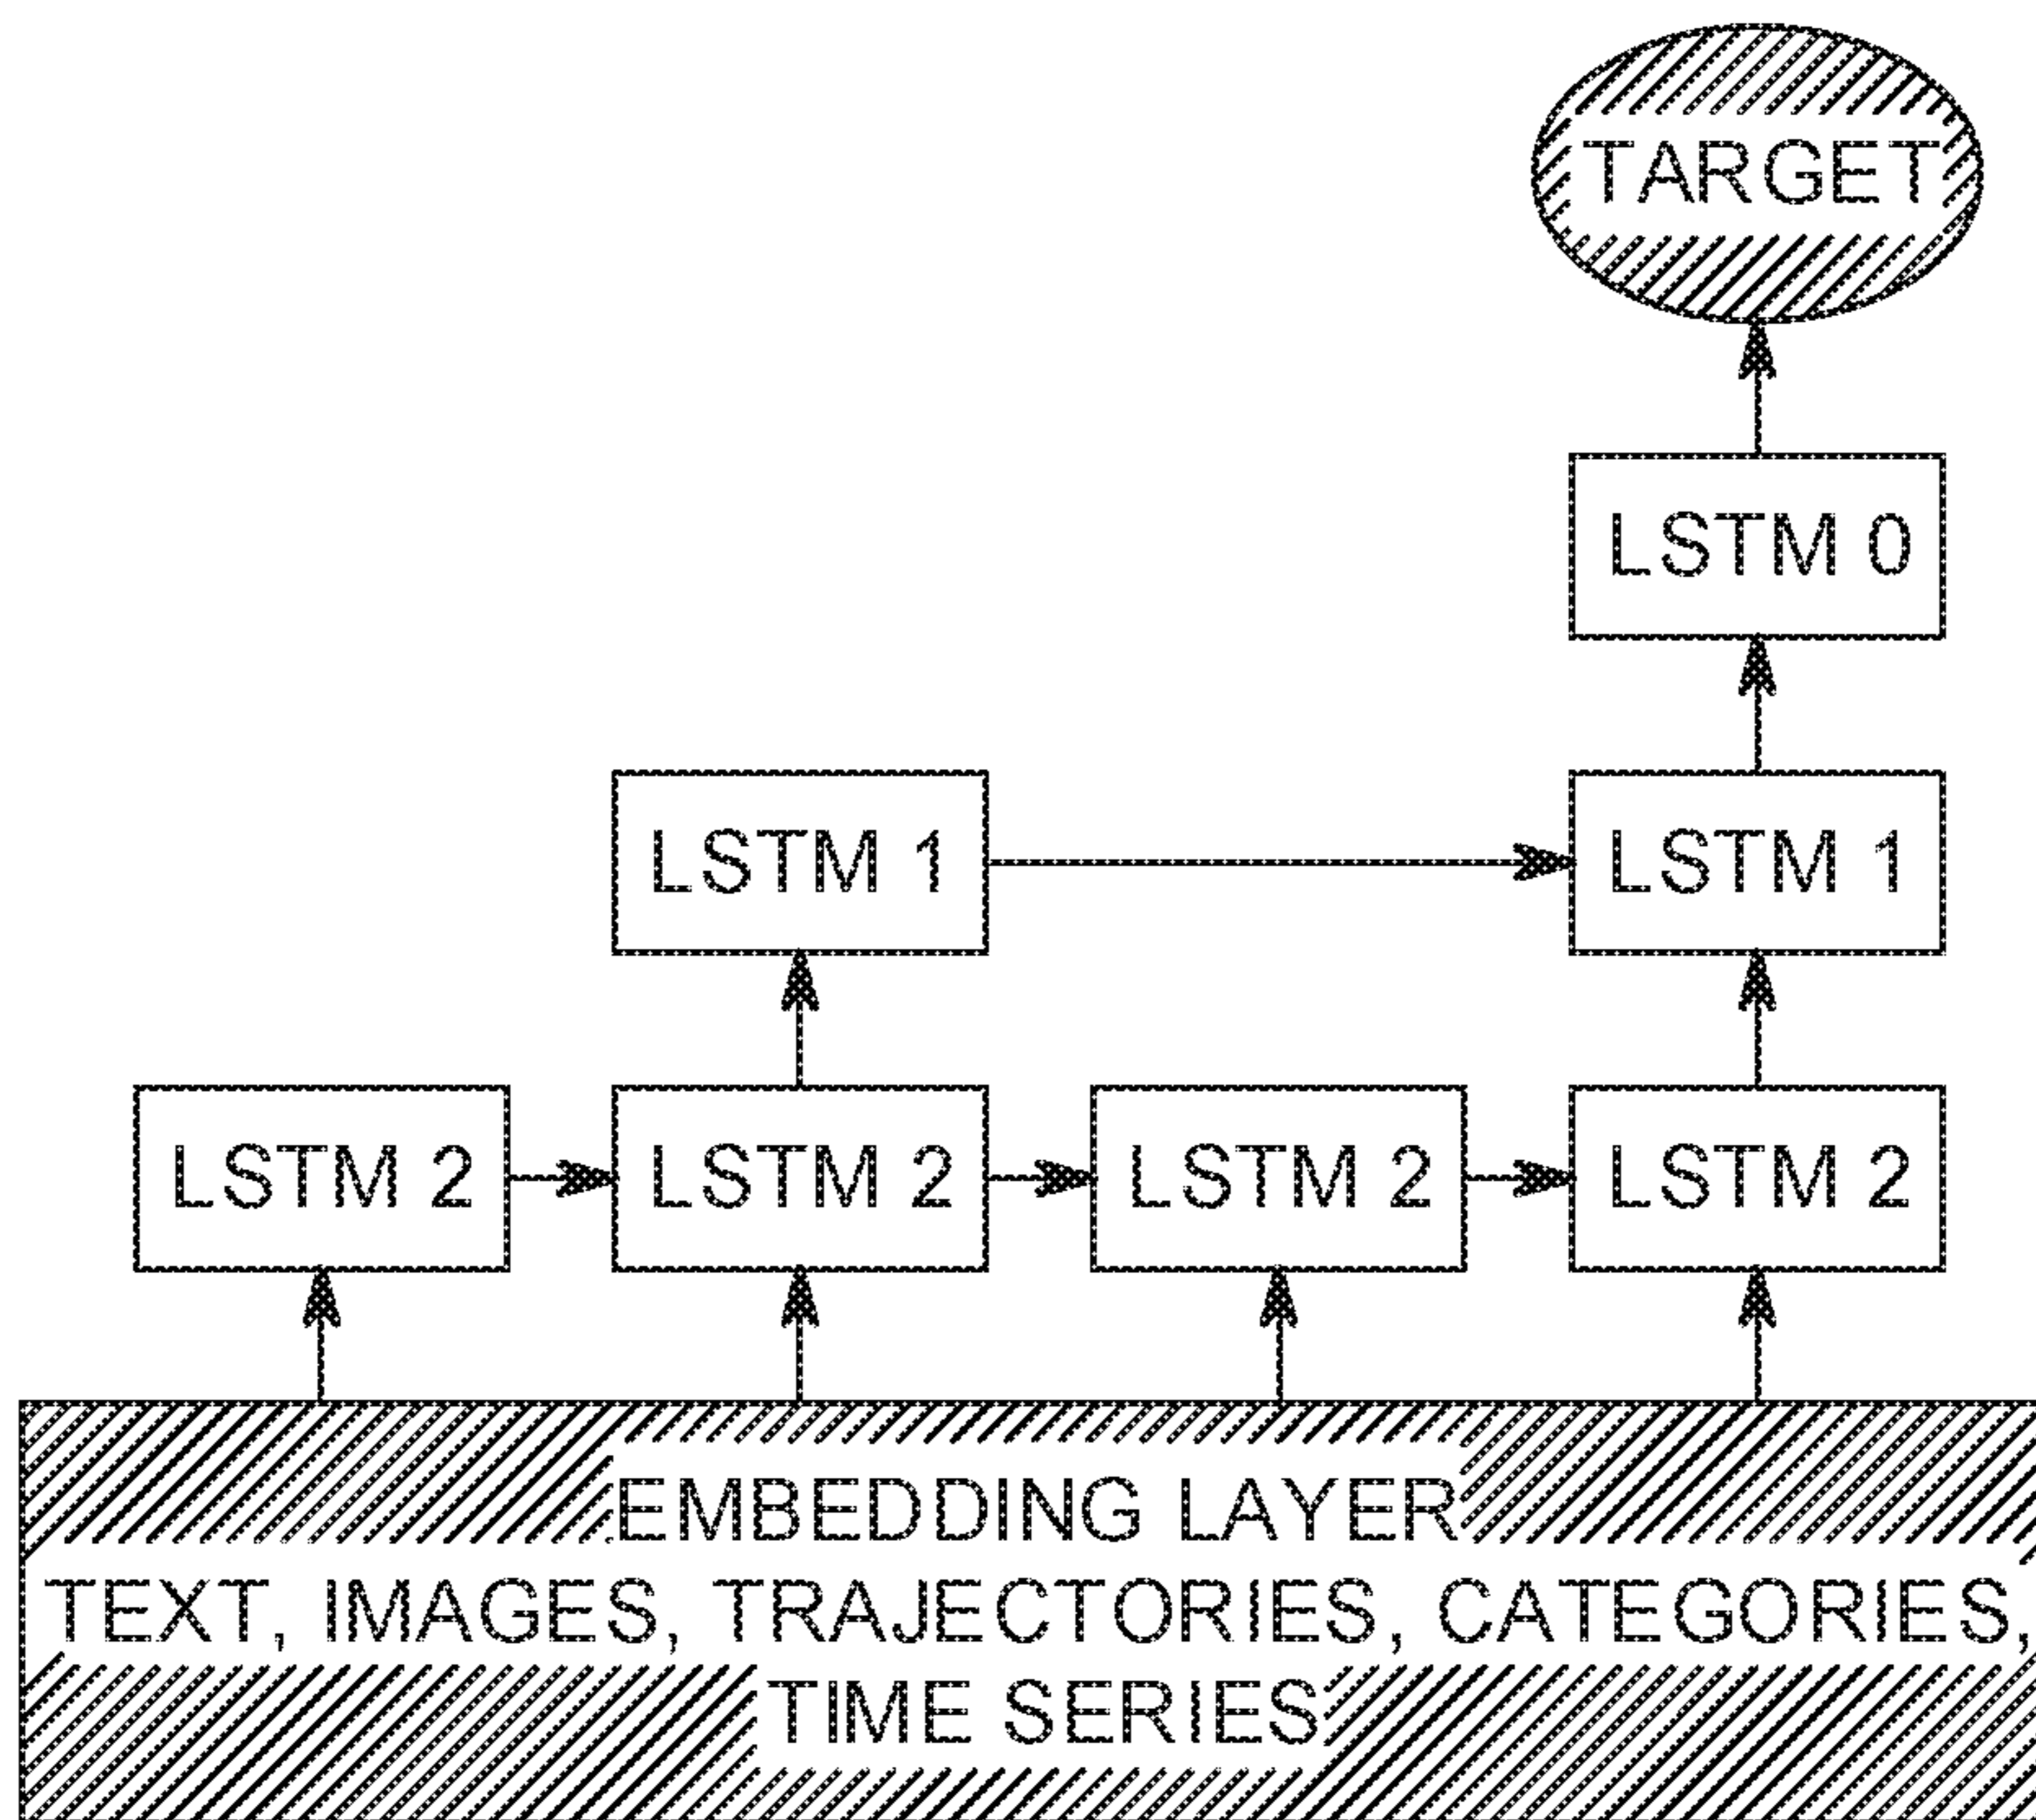 TARGET
LSTM 0
LSTM 1
LSTM 1
LSTM 2
LSTM 2
LSTM 2
LSTM 2
EMBEDDING LAYER
TEXT, IMAGES, TRAJECTORIES, CATEGORIES,
TIME SERIES